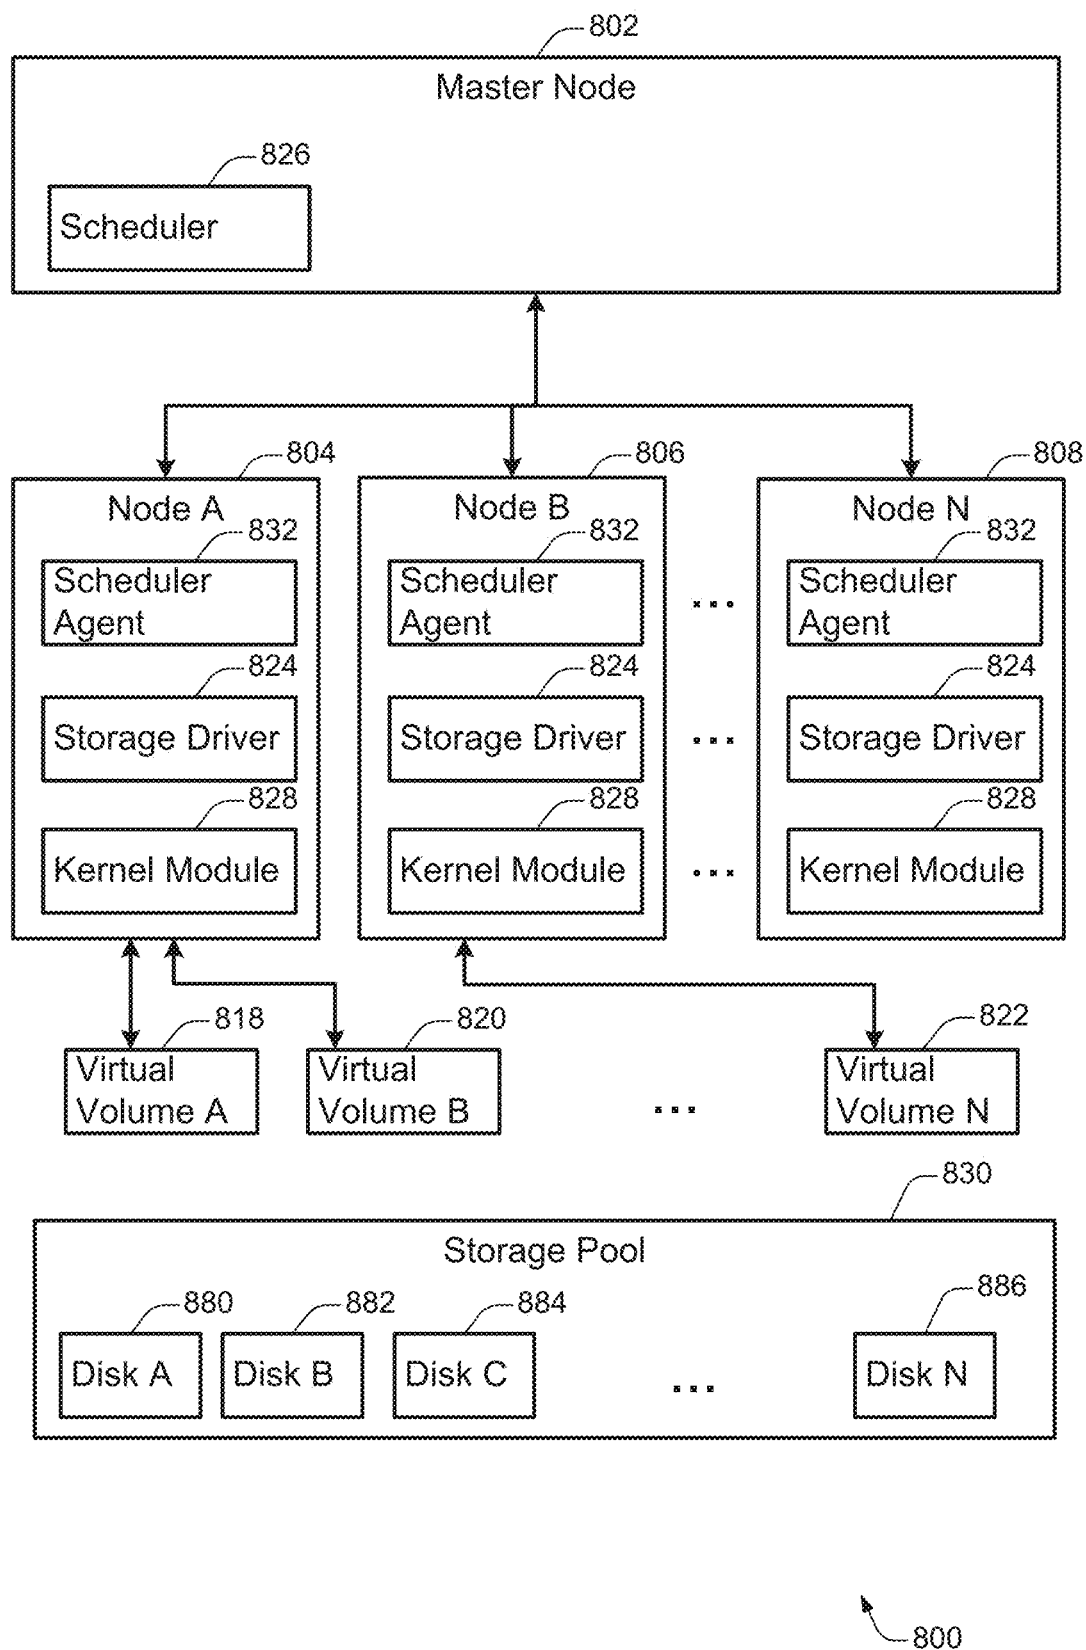 802
Master Node
826
Scheduler
804 806 808
Node A Node B Node N
832 832 832
Scheduler Scheduler Scheduler
Agent Agent ... Agent
824 824 824
Storage Driver Storage Driver ... Storage Driver
828 828 828
Kernel Module Kernel Module ... Kernel Module
818 820 822
Virtual Virtual Virtual
Volume A Volume B ... Volume N
830
Storage Pool
880 882 884 886
Disk A Disk B Disk C ... Disk N
800